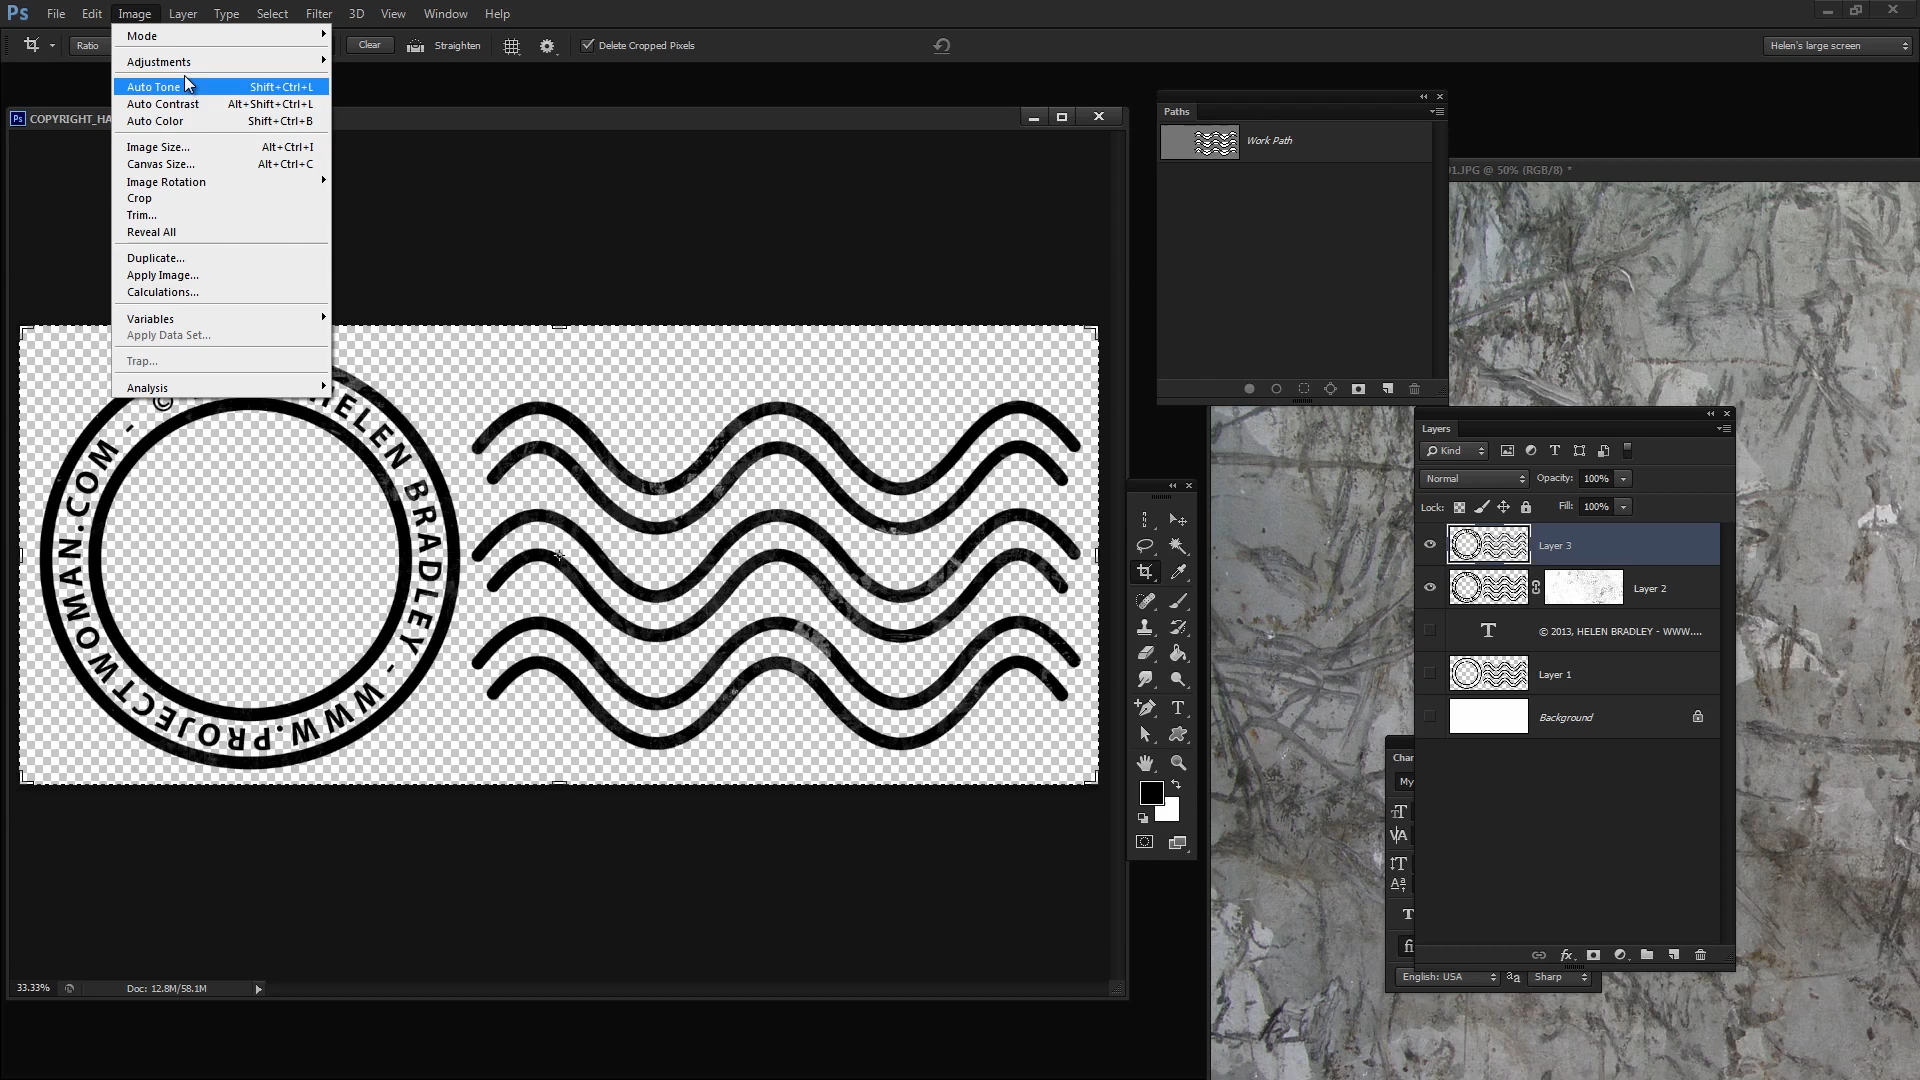 Ps File Edit Image Layer Type Select Filter 3D View Window Help
Ratio Clear Straighten Delete Cropped Pixels Helen's large screen
Mode
Adjustments
Auto Tone Shift+Ctrl+L
Auto Contrast Alt+Shift+Ctrl+L
Auto Color Shift+Ctrl+B
Image Size... Alt+Ctrl+I
Canvas Size... Alt+Ctrl+C
Image Rotation
Crop
Trim...
Reveal All
Duplicate...
Apply Image...
Calculations...
Variables
Apply Data Set...
Trap...
Analysis
Ps COPYRIGHT_HA
HELEN BRADLEY - WWW.PROJECTWOMAN.COM - ©
33.33% Doc: 12.8M/58.1M
Paths
Work Path
1.JPG @ 50% (RGB/8) *
Layers
Kind
Normal Opacity: 100%
Lock: Fill: 100%
Layer 3
Layer 2
T © 2013, HELEN BRADLEY - WWW....
Layer 1
Background
Char
My
fi
fx
English: USA aa Sharp